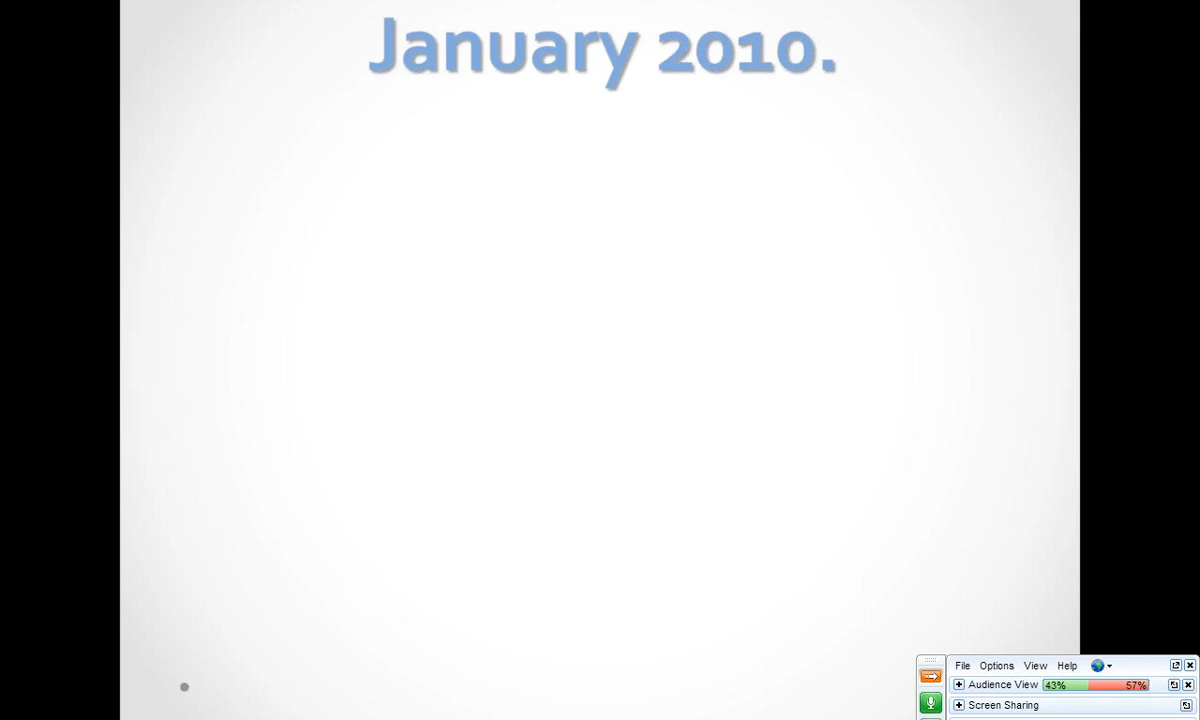 January 2010.
File Options View Help
Audience View 43% 57%
Screen Sharing